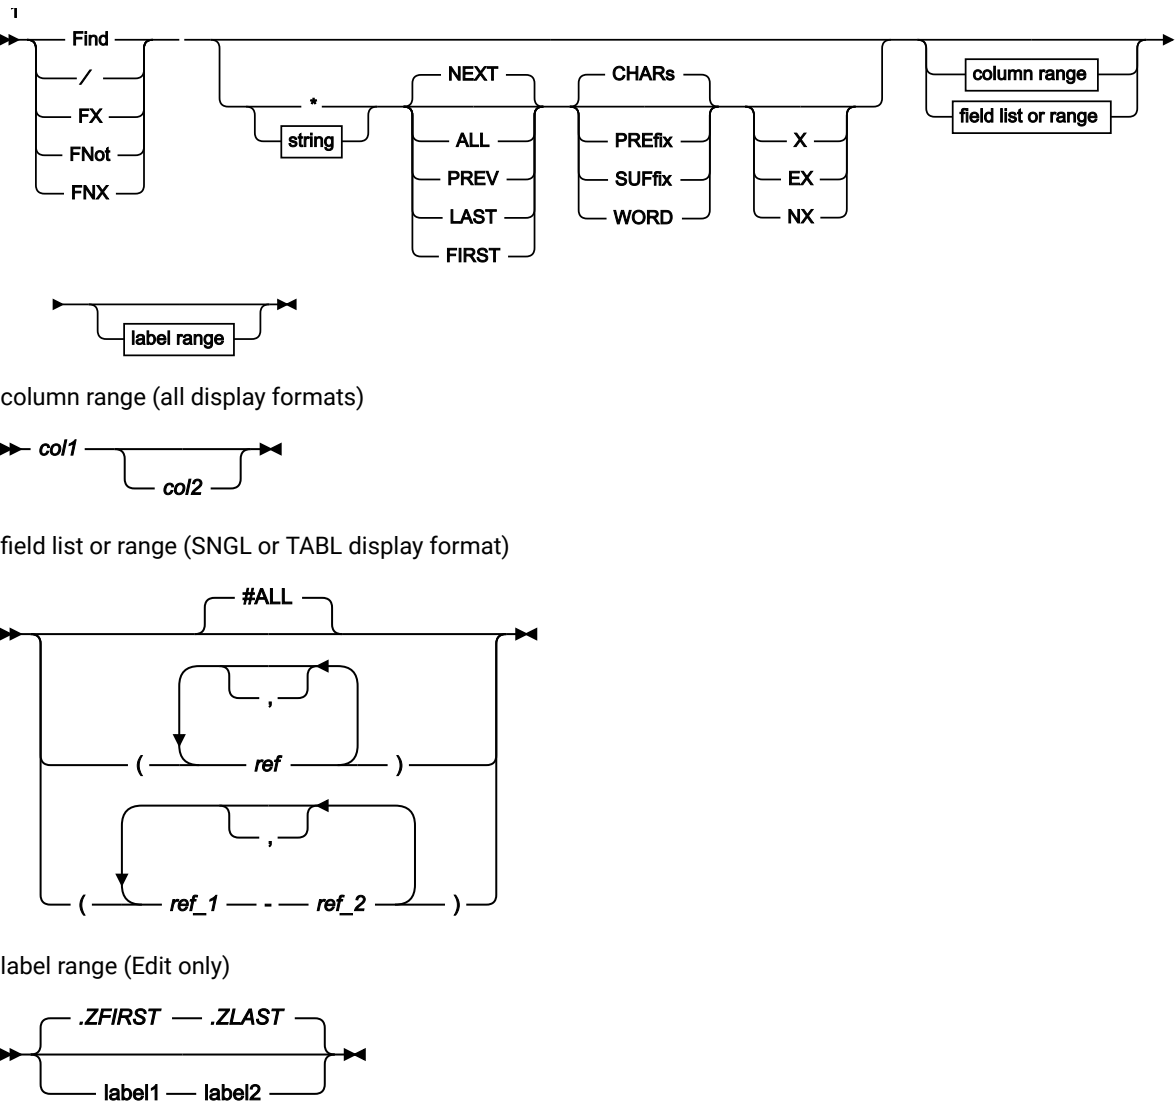 Find
/
FX
FNot
FNX
*
string
NEXT
ALL
PREV
LAST
FIRST
CHARs
PREfix
SUFfix
WORD
X
EX
NX
column range
field list or range
label range
column range (all display formats)
col1
col2
field list or range (SNGL or TABL display format)
#ALL
,
( ref )
,
( ref_1 - ref_2 )
label range (Edit only)
.ZFIRST .ZLAST
label1 label2